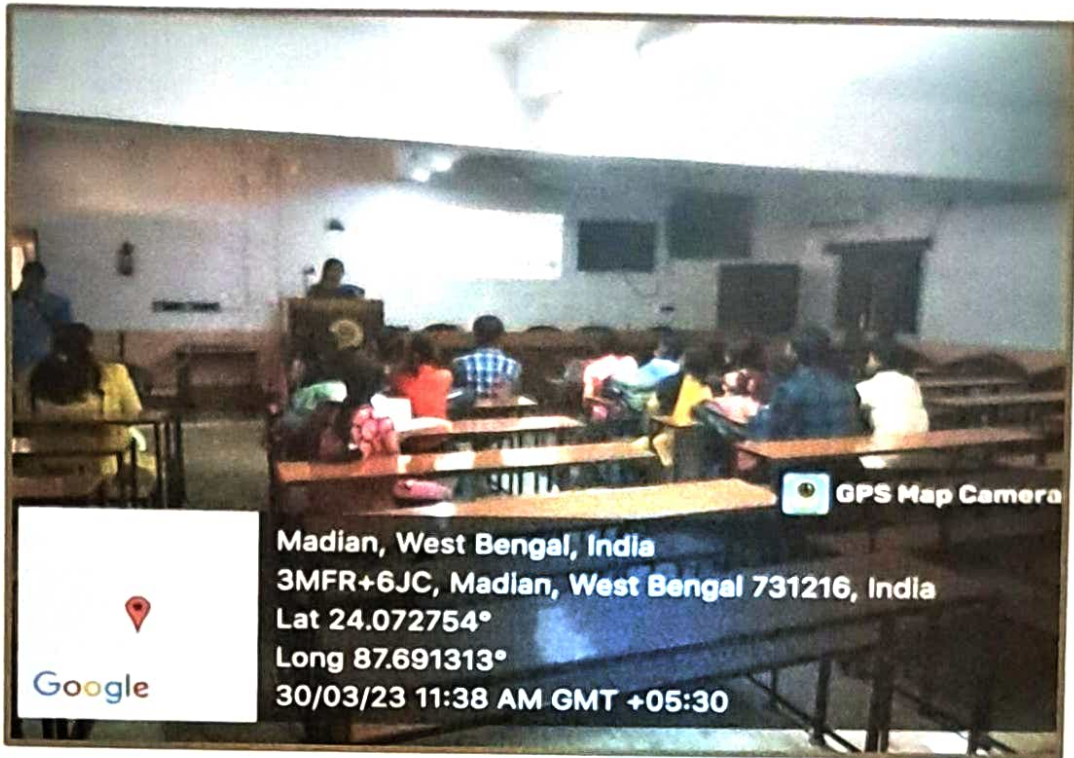 GPS Map Camera
Madian, West Bengal, India
3MFR+6JC, Madian, West Bengal 731216, India
Lat 24.072754°
Long 87.691313°
30/03/23 11:38 AM GMT +05:30
Google